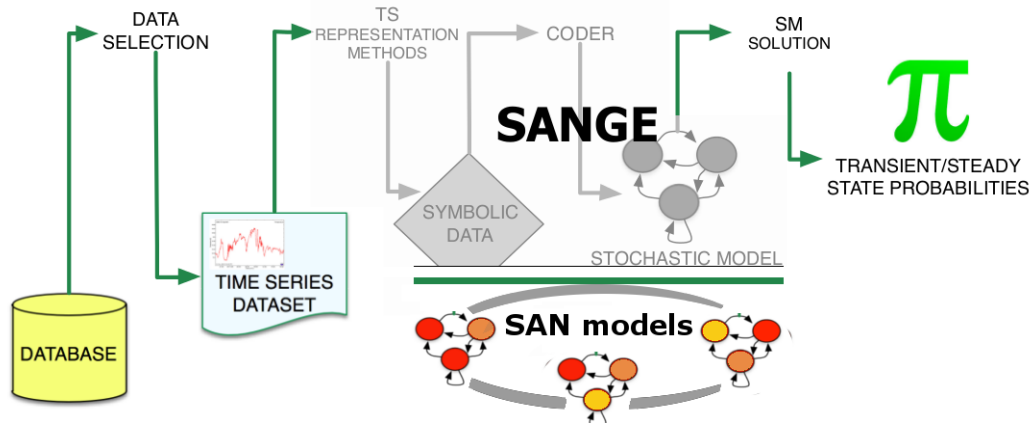 DATA
SELECTION
TS
REPRESENTATION
METHODS
CODER
SM
SOLUTION
SANGE
π
TRANSIENT/STEADY
STATE PROBABILITIES
SYMBOLIC
DATA
STOCHASTIC MODEL
TIME SERIES
DATASET
SAN models
DATABASE